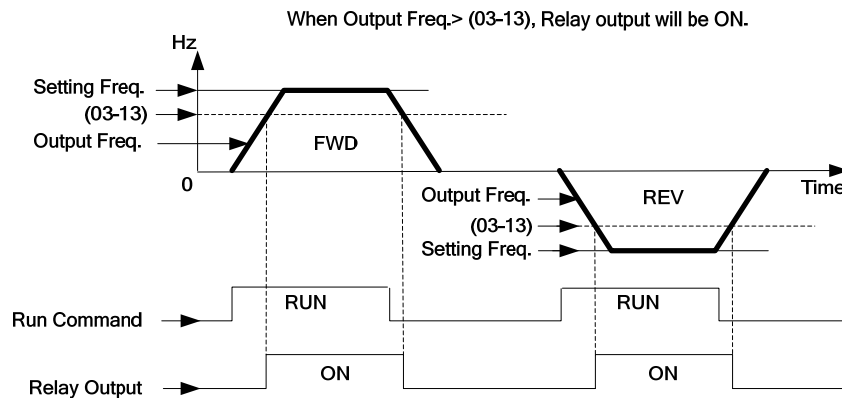 When Output Freq.> (03-13), Relay output will be ON.
Hz
Setting Freq.
(03-13)
Output Freq.
FWD
0
Time
Output Freq.
REV
(03-13)
Setting Freq.
RUN
RUN
Run Command
ON
ON
Relay Output